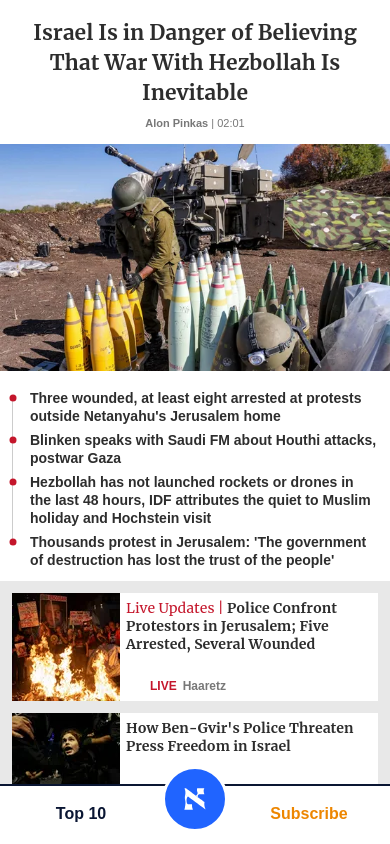 Israel Is in Danger of Believing
That War With Hezbollah Is
Inevitable
Alon Pinkas | 02:01
Three wounded, at least eight arrested at protests
outside Netanyahu's Jerusalem home
Blinken speaks with Saudi FM about Houthi attacks,
postwar Gaza
Hezbollah has not launched rockets or drones in
the last 48 hours, IDF attributes the quiet to Muslim
holiday and Hochstein visit
Thousands protest in Jerusalem: 'The government
of destruction has lost the trust of the people'
Live Updates | Police Confront
Protestors in Jerusalem; Five
Arrested, Several Wounded
LIVE Haaretz
How Ben-Gvir's Police Threaten
Press Freedom in Israel
Top 10
א
Subscribe